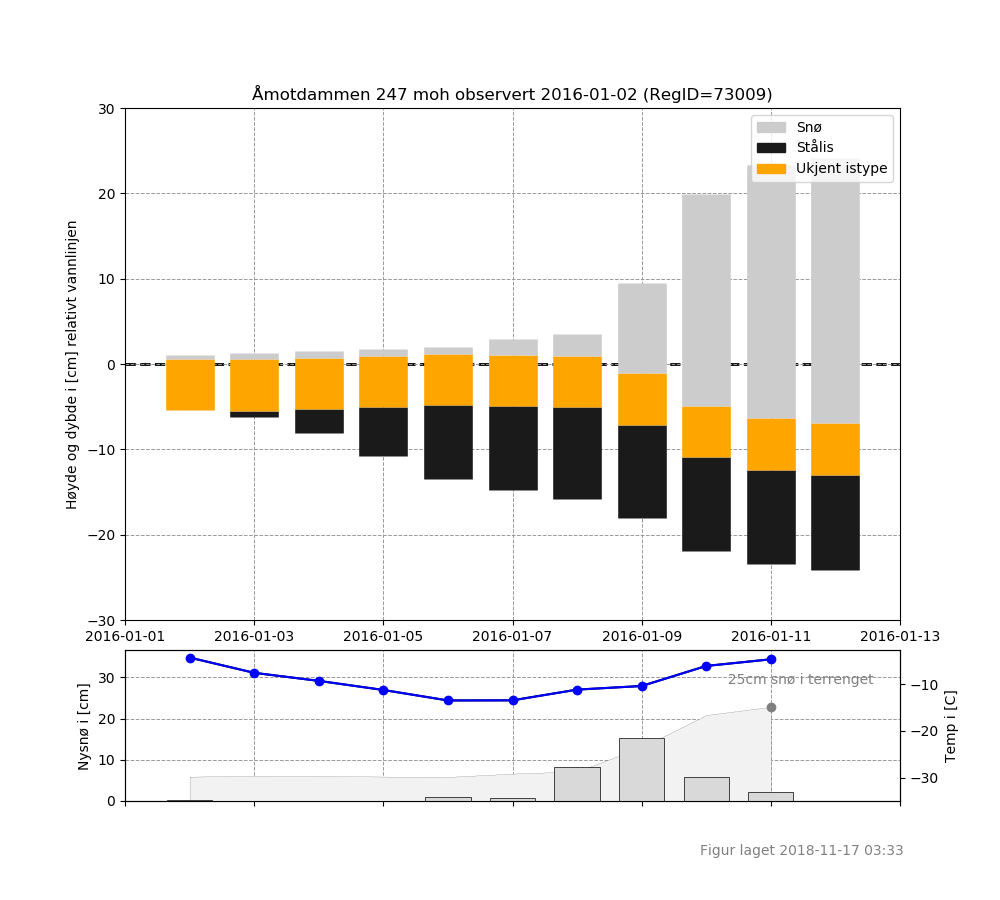 Åmotdammen 247 moh observert 2016-01-02 (RegID=73009)
Høyde og dybde i [cm] relativt vannlinjen
30
20
10
0
−10
−20
−30
Snø
Stålis
Ukjent istype
2016-01-01
2016-01-03
2016-01-05
2016-01-07
2016-01-09
2016-01-11
2016-01-13
Nysnø i [cm]
30
20
10
0
25cm snø i terrenget
−10
−20
−30
Temp i [C]
Figur laget 2018-11-17 03:33